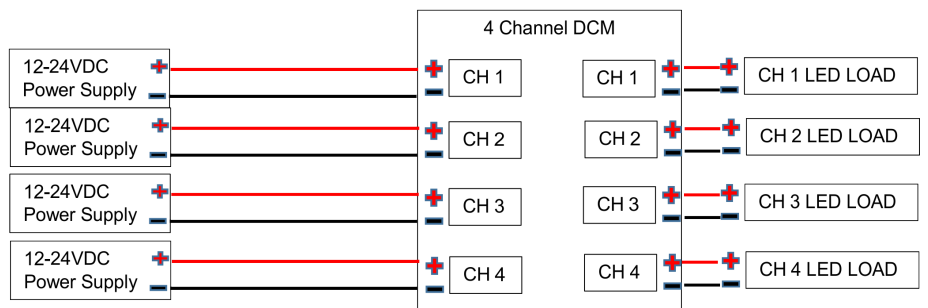 4 Channel DCM
12-24VDC
Power Supply
CH 1
CH 1
CH 1 LED LOAD
12-24VDC
Power Supply
CH 2
CH 2
CH 2 LED LOAD
12-24VDC
Power Supply
CH 3
CH 3
CH 3 LED LOAD
12-24VDC
Power Supply
CH 4
CH 4
CH 4 LED LOAD